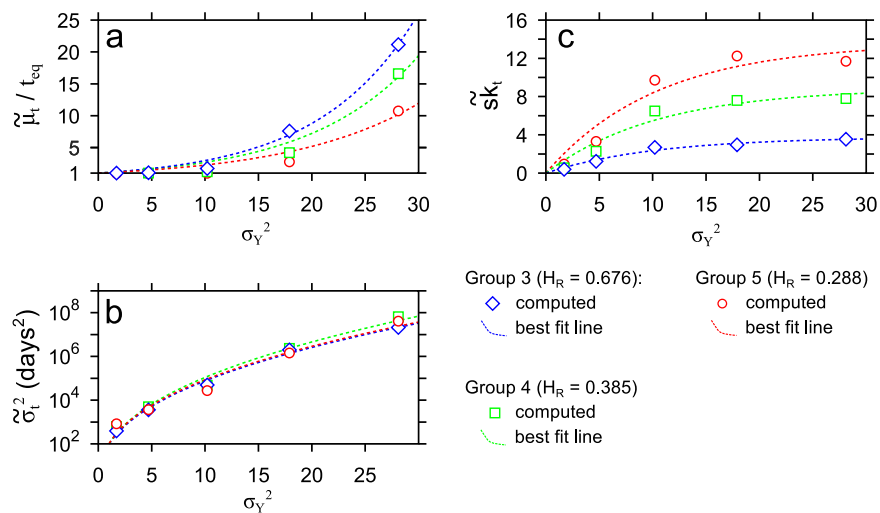 a
25
20
15
10
5
1
μ̃t / teq
0 5 10 15 20 25 30
σY2
c
16
12
8
4
0
s̃kt
0 5 10 15 20 25 30
σY2
b
10^8
10^6
10^4
10^2
σ̃t2 (days2)
0 5 10 15 20 25
σY2
Group 3 (HR = 0.676):
computed
best fit line
Group 5 (HR = 0.288)
computed
best fit line
Group 4 (HR = 0.385)
computed
best fit line